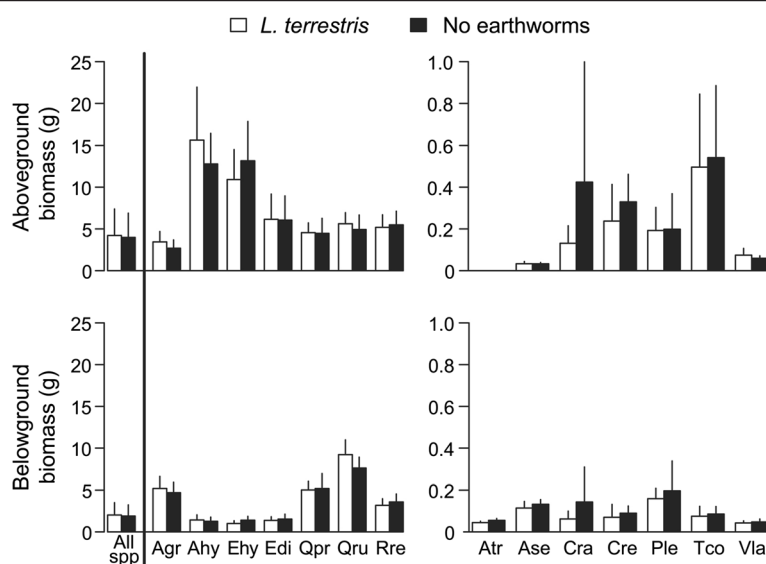 L. terrestris No earthworms
Aboveground
biomass (g)
25
20
15
10
5
0
1.0
0.8
0.6
0.4
0.2
0
Belowground
biomass (g)
25
20
15
10
5
0
1.0
0.8
0.6
0.4
0.2
0
All
spp
Agr Ahy Ehy Edi Qpr Qru Rre
Atr Ase Cra Cre Ple Tco Vla